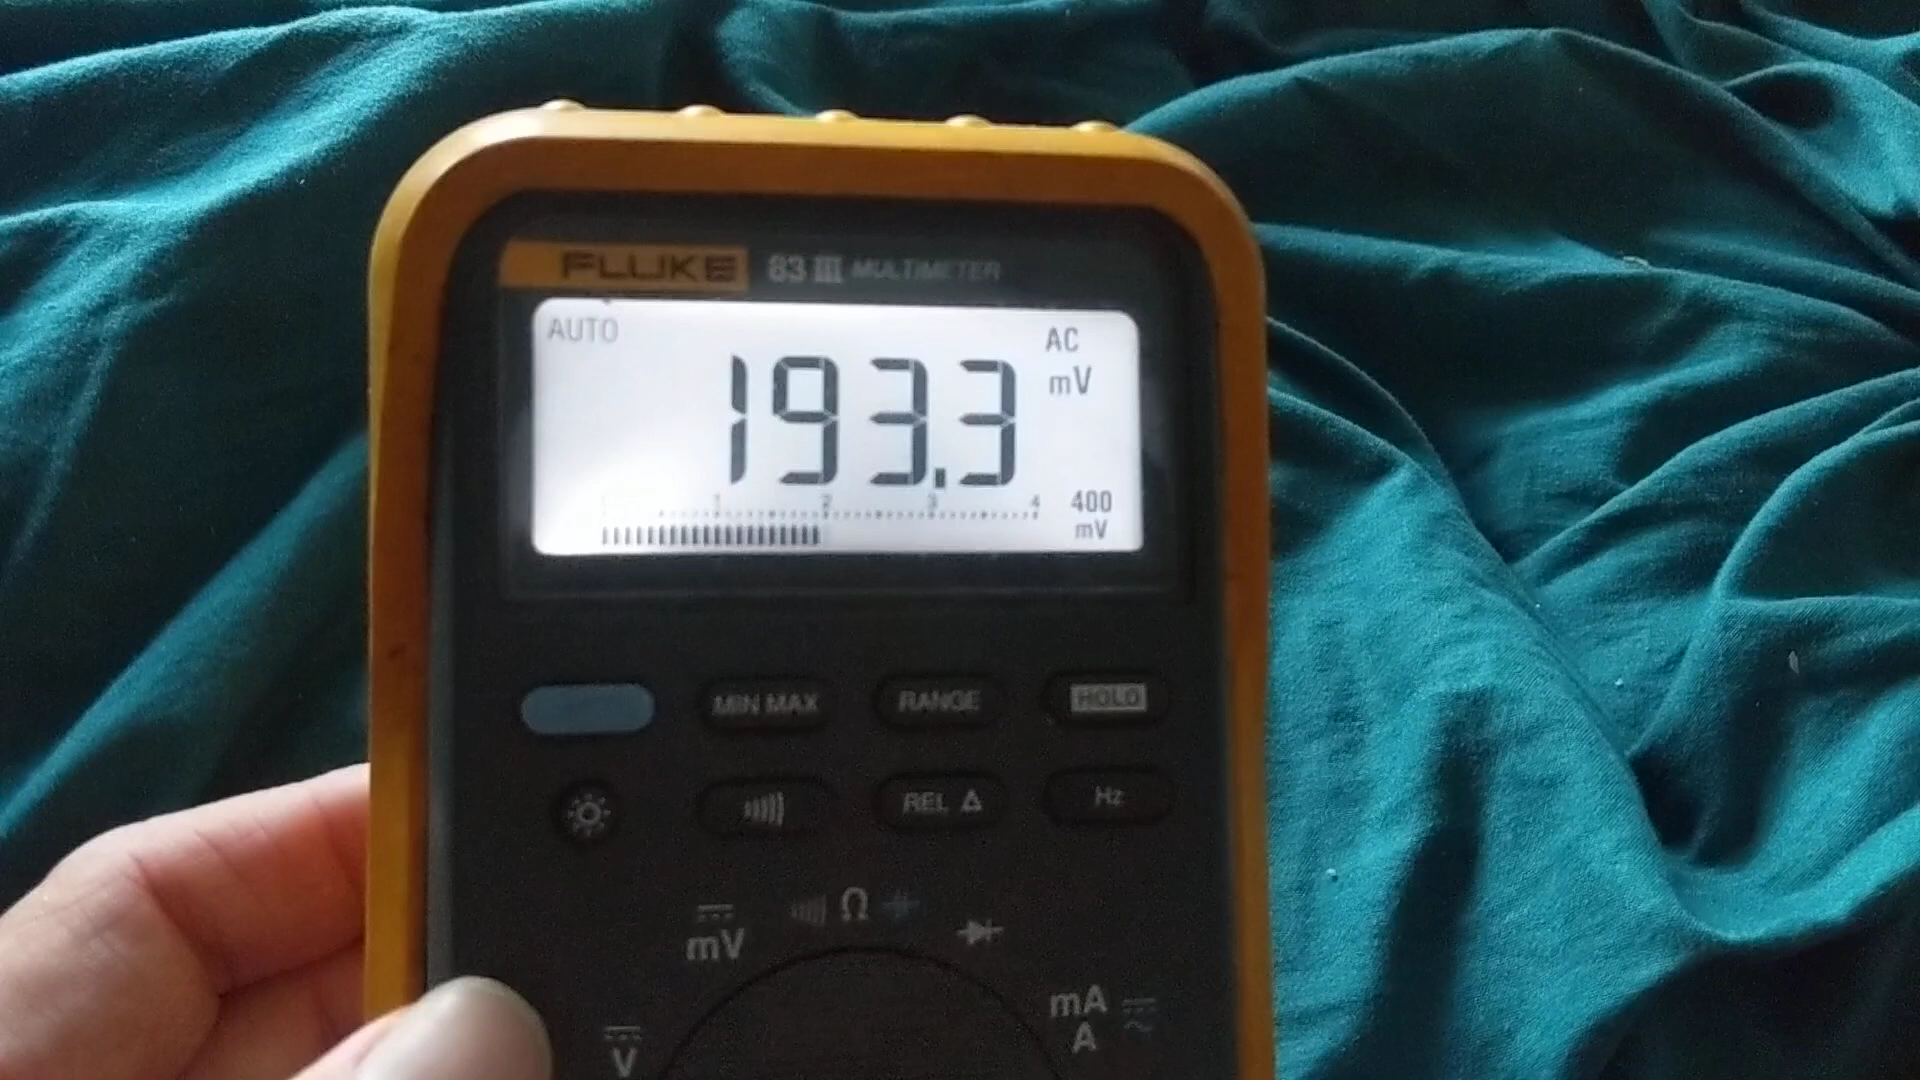 FLUKE 83 III MULTIMETER
AUTO
AC
193.3 mV
1 2 3 4 400
mV
MIN MAX RANGE HOLD
REL Δ Hz
mV Ω
mA
A
V